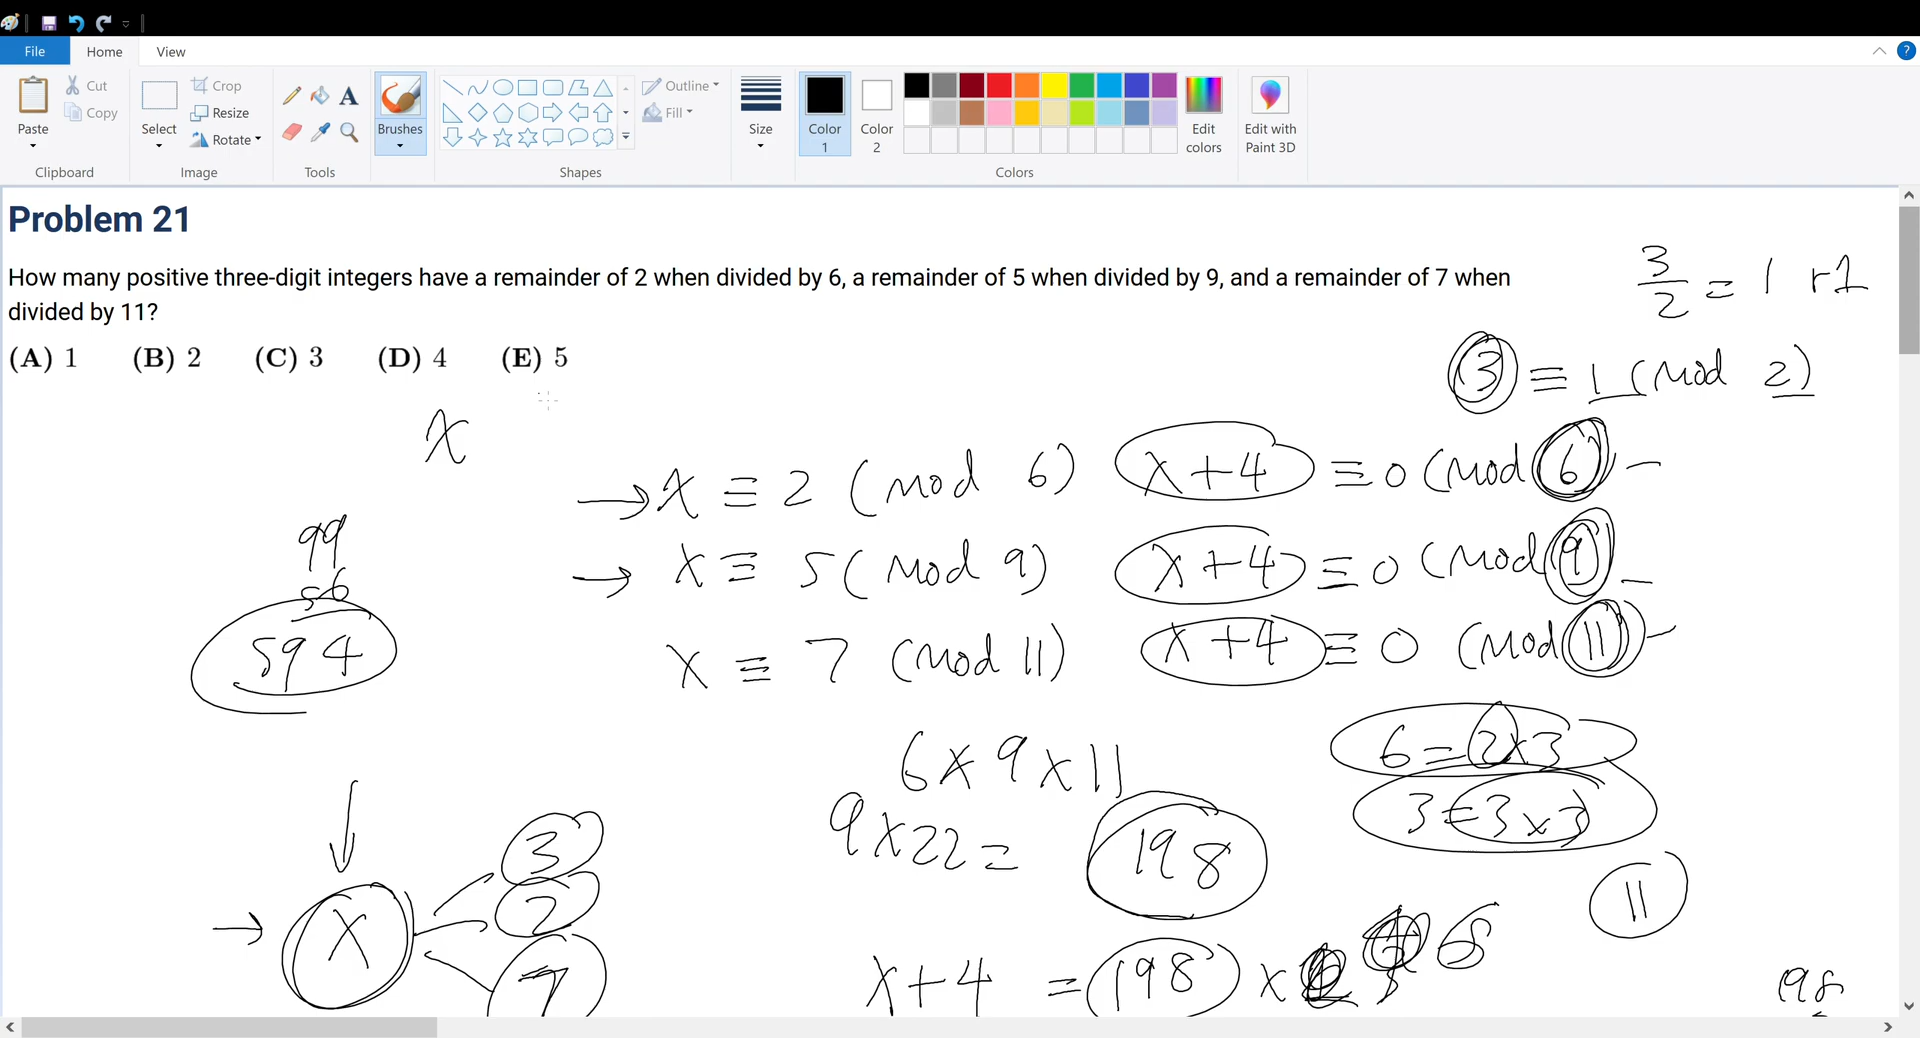 File Home View
Cut
Copy
Paste
Clipboard
Crop
Resize
Rotate
Select
Image
Tools
Brushes
Outline
Fill
Shapes
Size
Color 1
Color 2
Edit colors
Edit with Paint 3D
Colors
Problem 21
How many positive three-digit integers have a remainder of 2 when divided by 6, a remainder of 5 when divided by 9, and a remainder of 7 when
divided by 11?
(A) 1 (B) 2 (C) 3 (D) 4 (E) 5
3/2 = 1 r1
3 ≡ 1 (mod 2)
x
→ x ≡ 2 (mod 6) x+4 ≡ 0 (mod 6) –
→ x ≡ 5 (mod 9) x+4 ≡ 0 (mod 9) –
x ≡ 7 (mod 11) x+4 ≡ 0 (mod 11) –
99
594
6 x 9 x 11
6 = 2x3
9 x 22 = 198
3 = 3x3
11
→ x
3
2
7
x+4 = 198 x
98